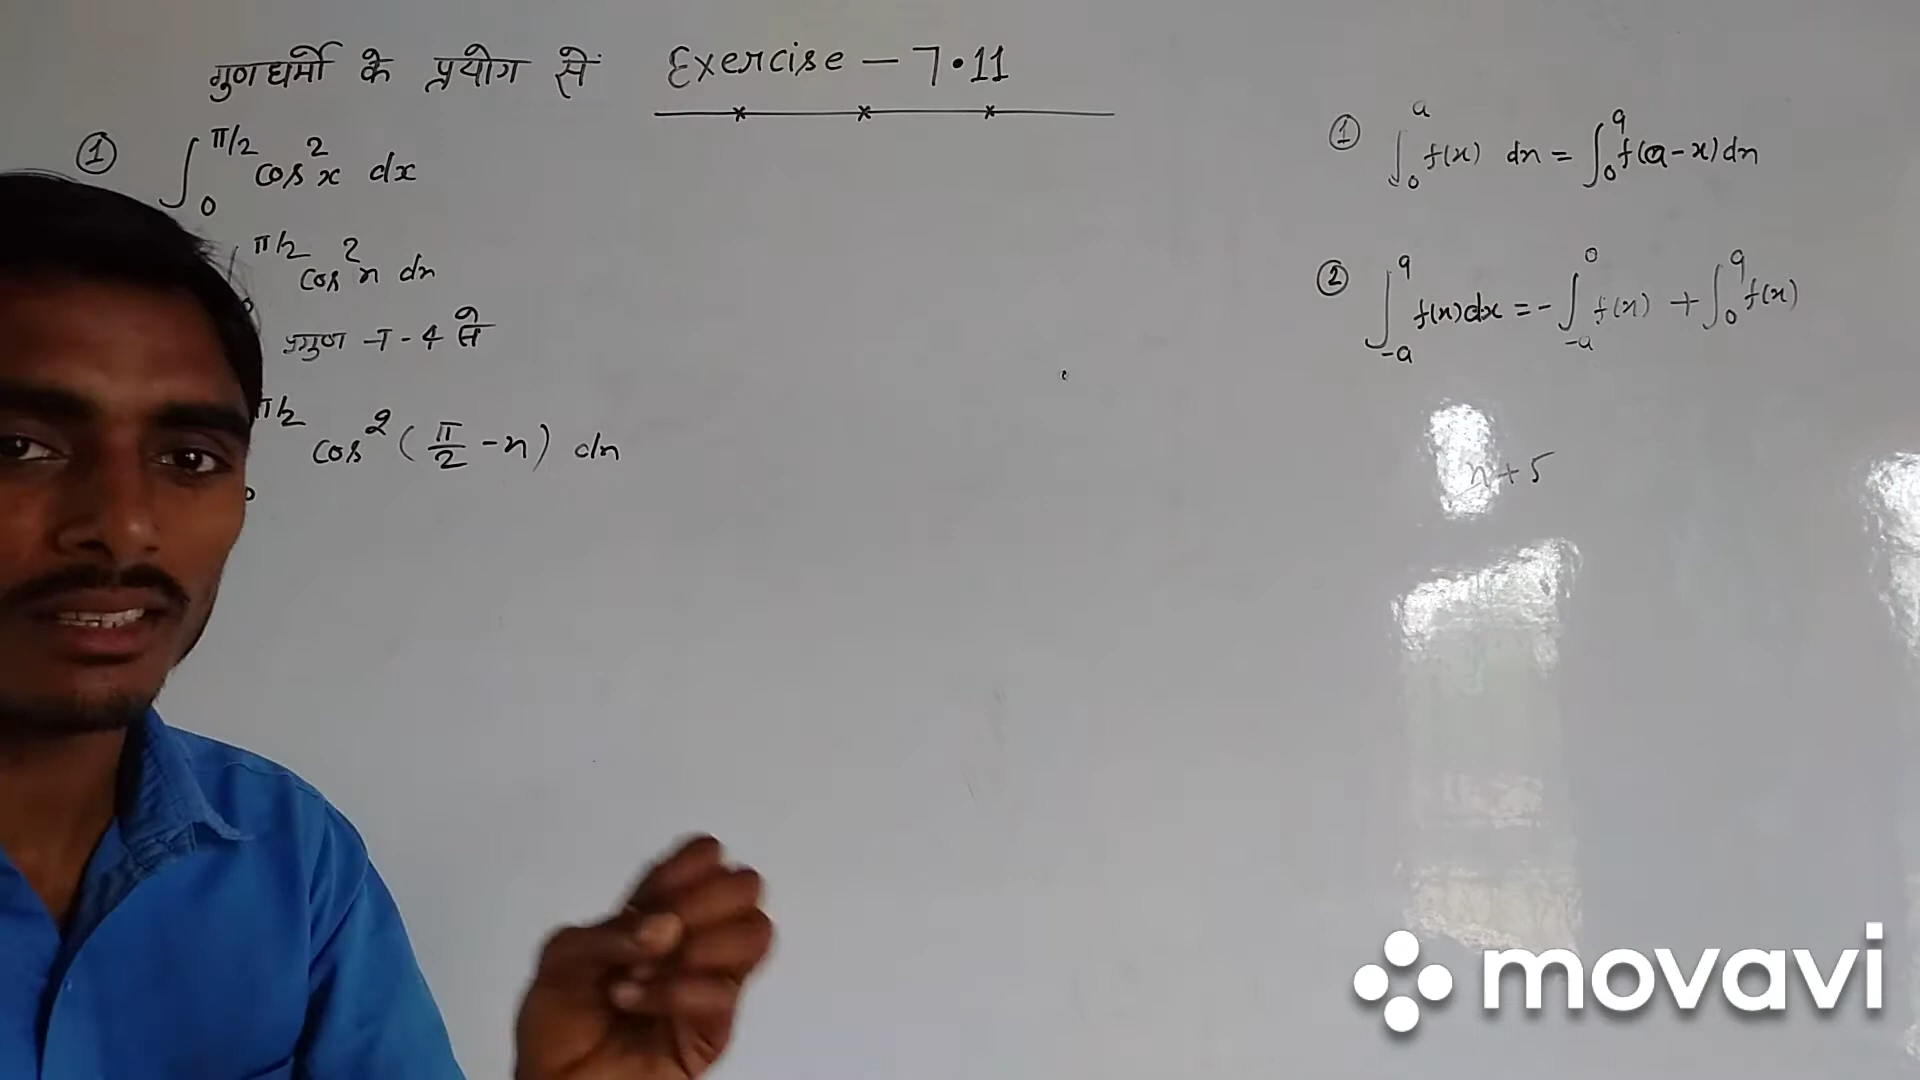 गुणधर्मो के प्रयोग से Exercise – 7.11
① ∫₀^π/2 cos²x dx
π/2 cos²x dx
प्रगुण - 4 से
π/2 cos²(π/2 - x) dx
① ∫₀^a f(x) dx = ∫₀^a f(a-x)dx
② ∫₋ₐ^a f(x)dx = -∫₋ₐ^0 f(x) + ∫₀^a f(x)
x+5
movavi